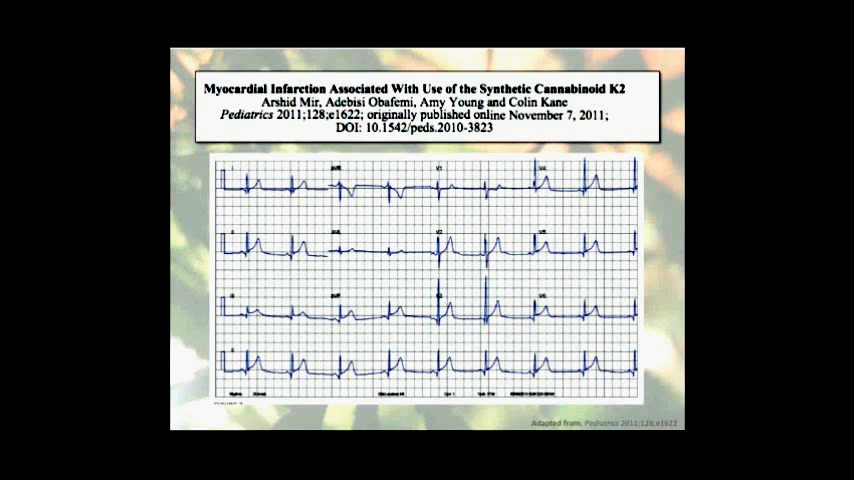 Myocardial Infarction Associated With Use of the Synthetic Cannabinoid K2
Arshid Mir, Adebisi Obafemi, Amy Young and Colin Kane
Pediatrics 2011;128;e1622; originally published online November 7, 2011;
DOI: 10.1542/peds.2010-3823
I aVR V1 V4
II aVL V2 V5
III aVF V3 V6
II
Adapted from: Pediatrics 2011;128;e1622